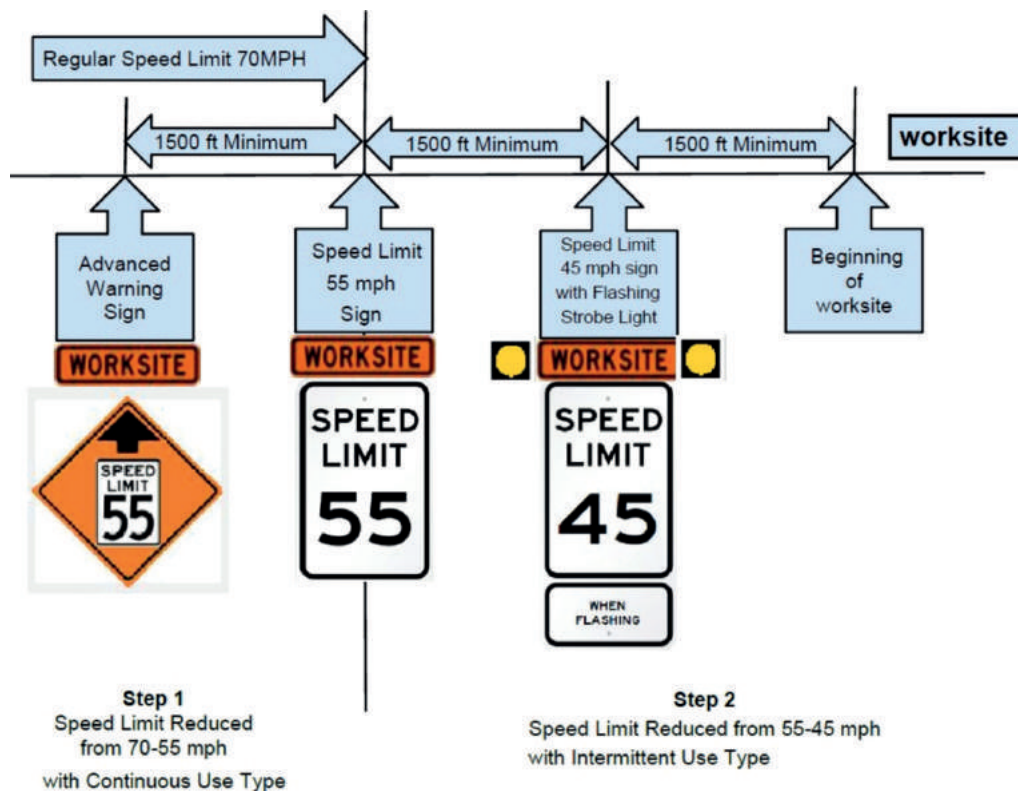 Regular Speed Limit 70MPH
1500 ft Minimum
1500 ft Minimum
1500 ft Minimum
worksite
Advanced
Warning
Sign
Speed Limit
55 mph
Sign
Speed Limit
45 mph sign
with Flashing
Strobe Light
Beginning
of
worksite
WORKSITE
WORKSITE
WORKSITE
SPEED
LIMIT
55
SPEED
LIMIT
55
SPEED
LIMIT
45
WHEN
FLASHING
Step 1
Speed Limit Reduced
from 70-55 mph
with Continuous Use Type
Step 2
Speed Limit Reduced from 55-45 mph
with Intermittent Use Type